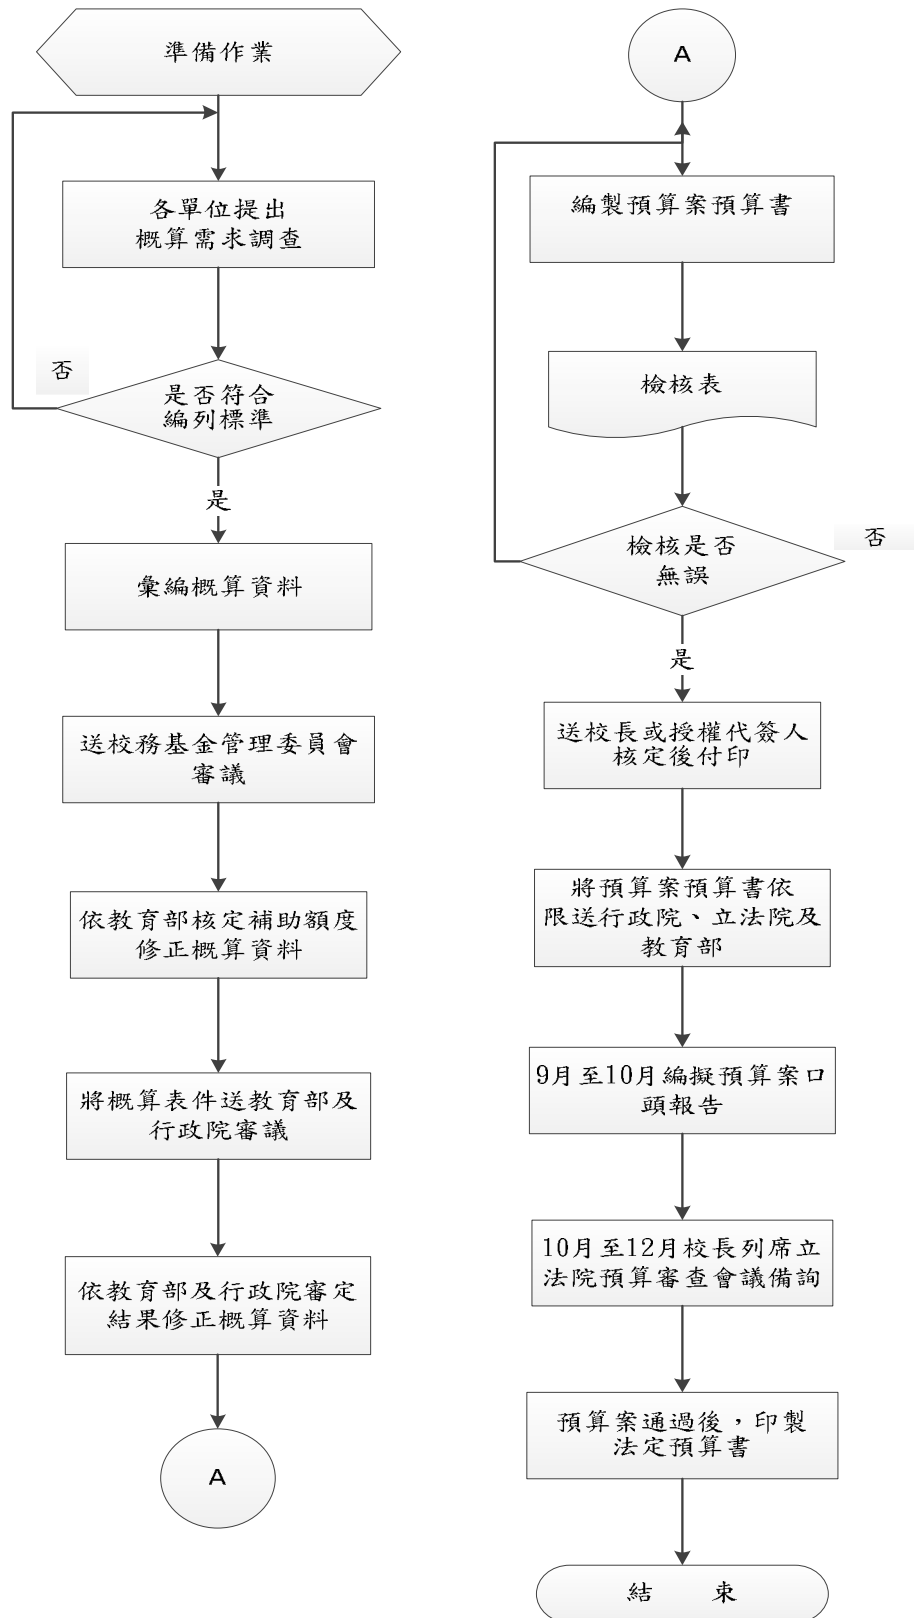 準備作業
各單位提出
概算需求調查
否
是否符合
編列標準
是
彙編概算資料
送校務基金管理委員會
審議
依教育部核定補助額度
修正概算資料
將概算表件送教育部及
行政院審議
依教育部及行政院審定
結果修正概算資料
A
A
編製預算案預算書
檢核表
檢核是否
無誤
否
是
送校長或授權代簽人
核定後付印
將預算案預算書依
限送行政院、立法院及
教育部
9月至10月編擬預算案口
頭報告
10月至12月校長列席立
法院預算審查會議備詢
預算案通過後，印製
法定預算書
結 束